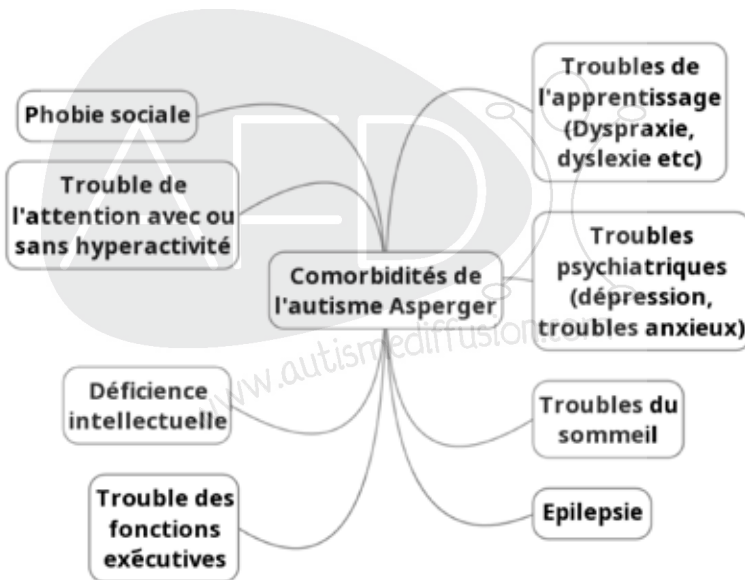 AFD
Phobie sociale
Trouble de
l'attention avec ou
sans hyperactivité
Déficience
intellectuelle
Trouble des
fonctions
exécutives
Comorbidités de
l'autisme Asperger
Troubles de
l'apprentissage
(Dyspraxie,
dyslexie etc)
Troubles
psychiatriques
(dépression,
troubles anxieux)
Troubles du
sommeil
Epilepsie
www.autismediffusion.com